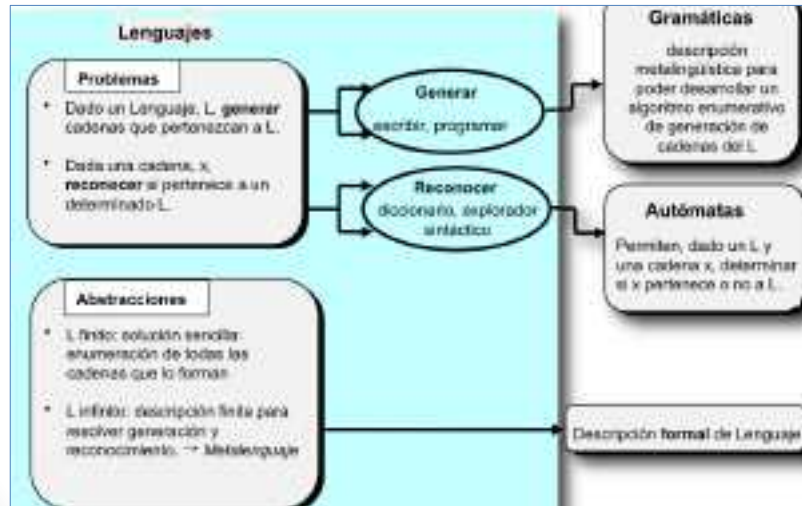 Lenguajes
Problemas
• Dado un Lenguaje, L, generar
cadenas que pertenezcan a L.
• Dada una cadena, x,
reconocer si pertenece a un
determinado L.
Generar
escribir, programar
Reconocer
diccionario, explorador
sintáctico
Gramáticas
descripción
metalingüística para
poder desarrollar un
algoritmo enumerativo
de generación de
cadenas del L
Autómatas
Permiten, dado un L y
una cadena x, determinar
si x pertenece o no a L.
Abstracciones
• L finito: solución sencilla:
enumeración de todas las
cadenas que lo forman
• L infinito: descripción finita para
resolver generación y
reconocimiento. → Metalenguaje
Descripción formal de Lenguaje